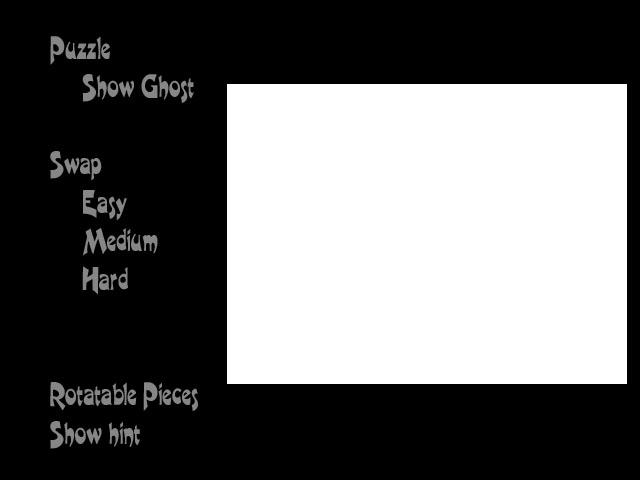 Puzzle
Show Ghost
Swap
Easy
Medium
Hard
Rotatable Pieces
Show hint